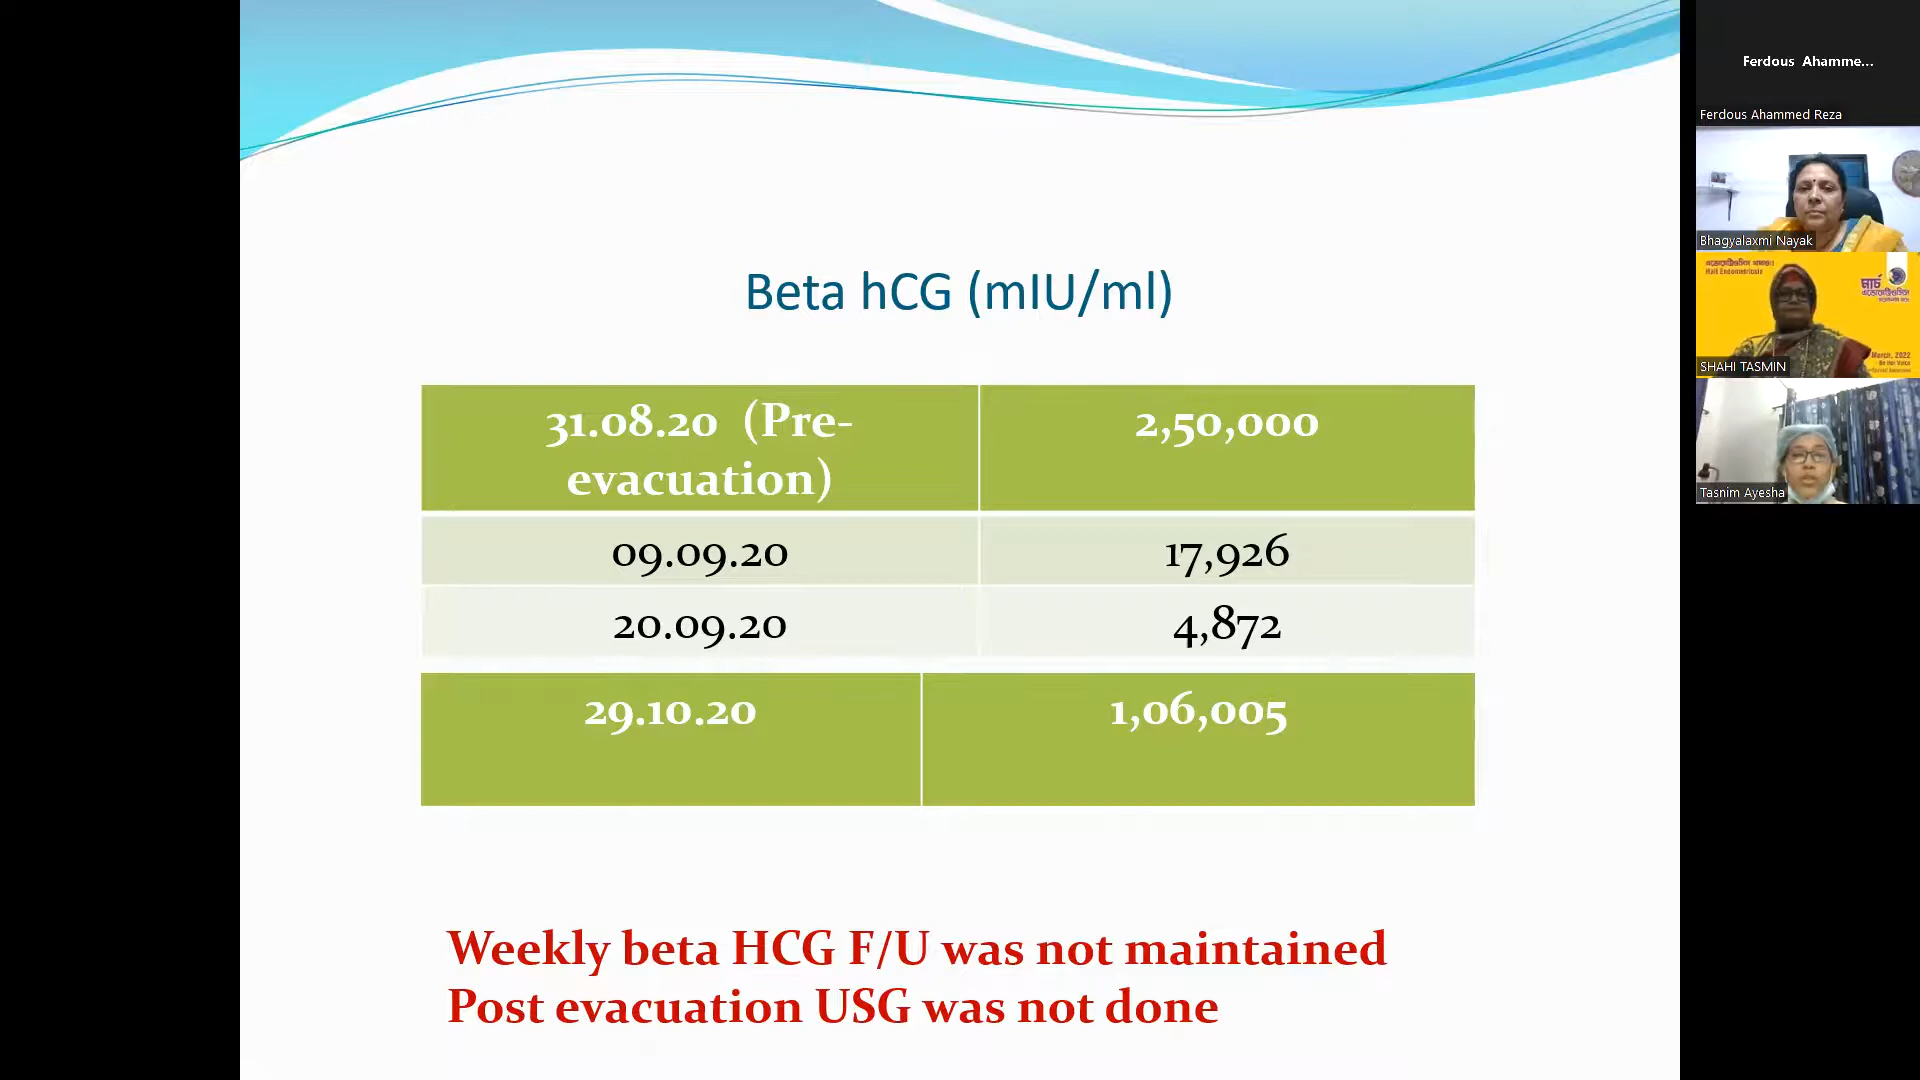 Beta hCG (mIU/ml)
31.08.20 (Pre-
evacuation)
2,50,000
09.09.20
17,926
20.09.20
4,872
29.10.20
1,06,005
Weekly beta HCG F/U was not maintained
Post evacuation USG was not done
Ferdous Ahamme...
Ferdous Ahammed Reza
Bhagyalaxmi Nayak
মার্চ
March, 2022
SHAHI TASMIN
Tasnim Ayesha